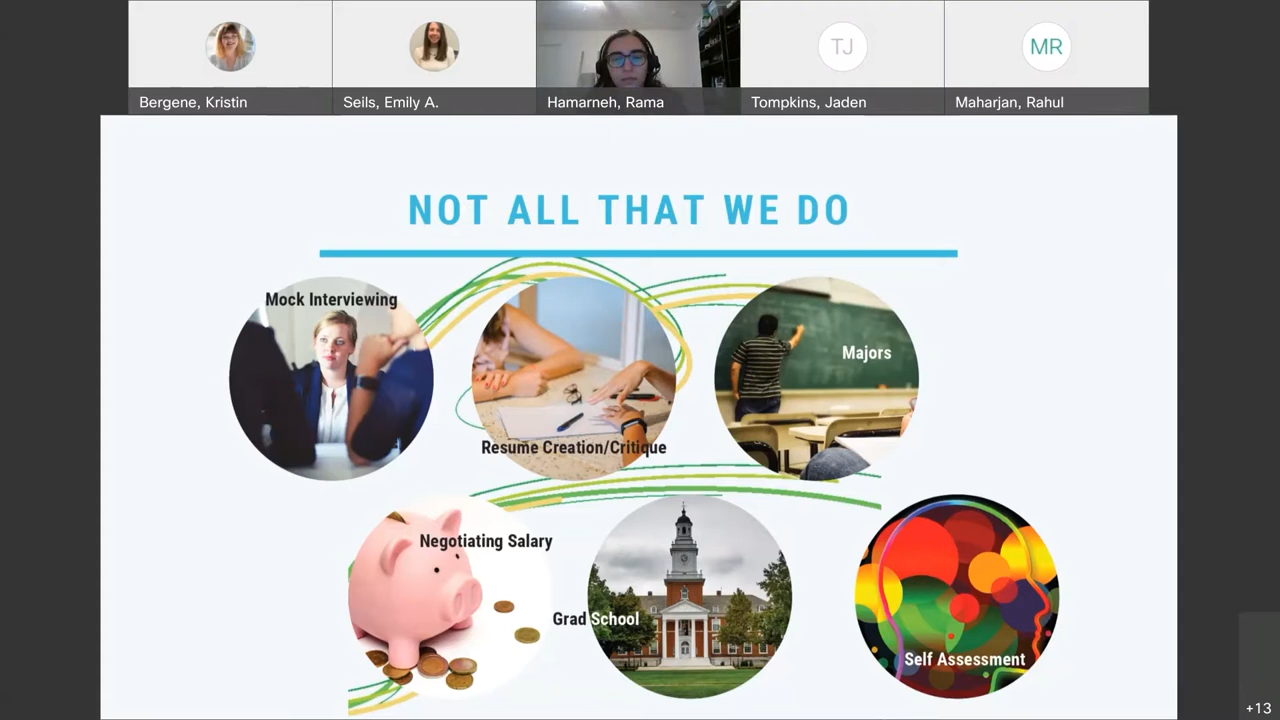 TJ
MR
Bergene, Kristin
Seils, Emily A.
Hamarneh, Rama
Tompkins, Jaden
Maharjan, Rahul
NOT ALL THAT WE DO
Mock Interviewing
Resume Creation/Critique
Majors
Negotiating Salary
Grad School
Self Assessment
+13